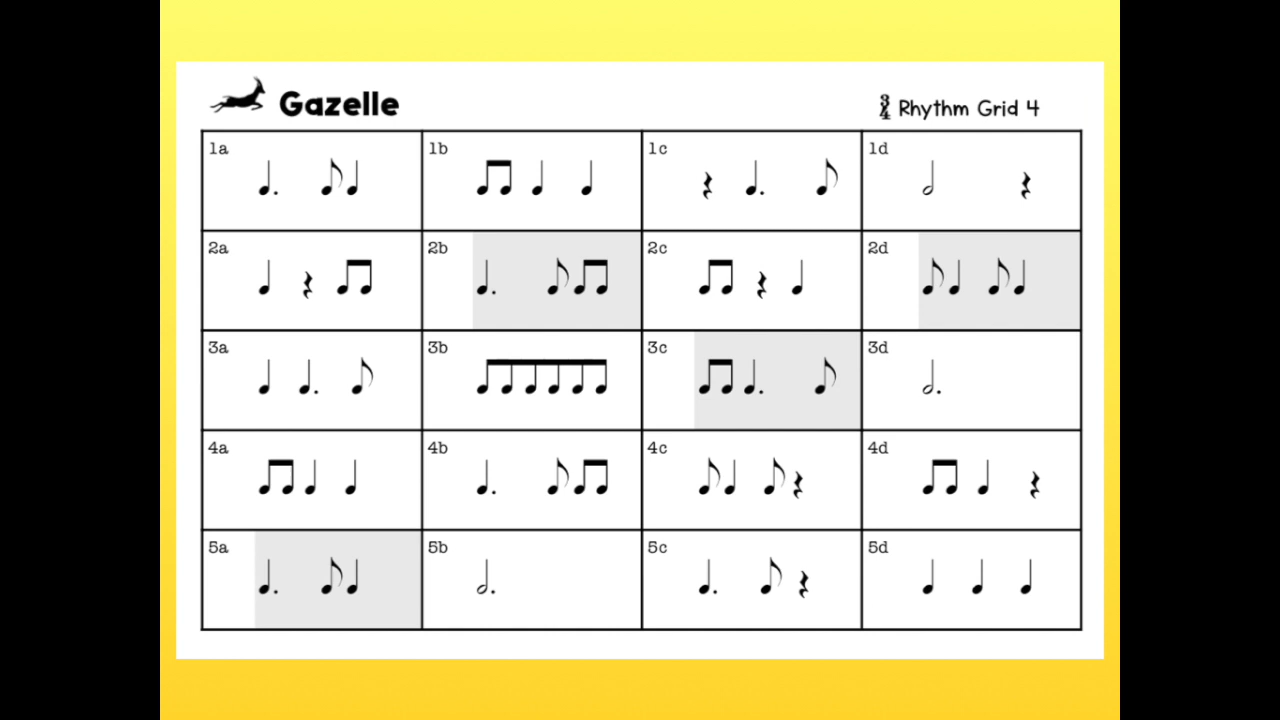 Gazelle
3/4 Rhythm Grid 4
1a 1b 1c 1d
2a 2b 2c 2d
3a 3b 3c 3d
4a 4b 4c 4d
5a 5b 5c 5d